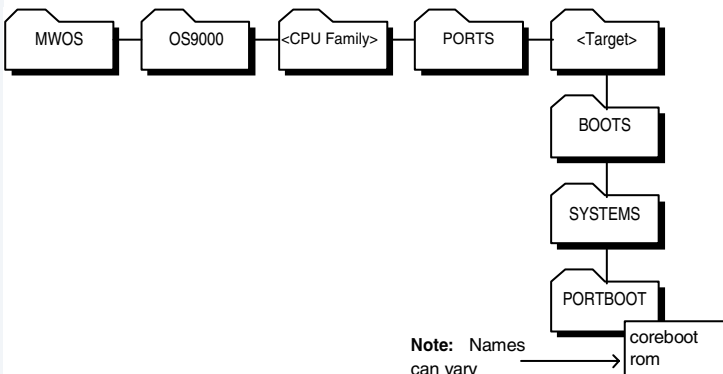 MWOS OS9000 <CPU Family> PORTS <Target>
BOOTS
SYSTEMS
PORTBOOT
coreboot
Note: Names rom
can vary